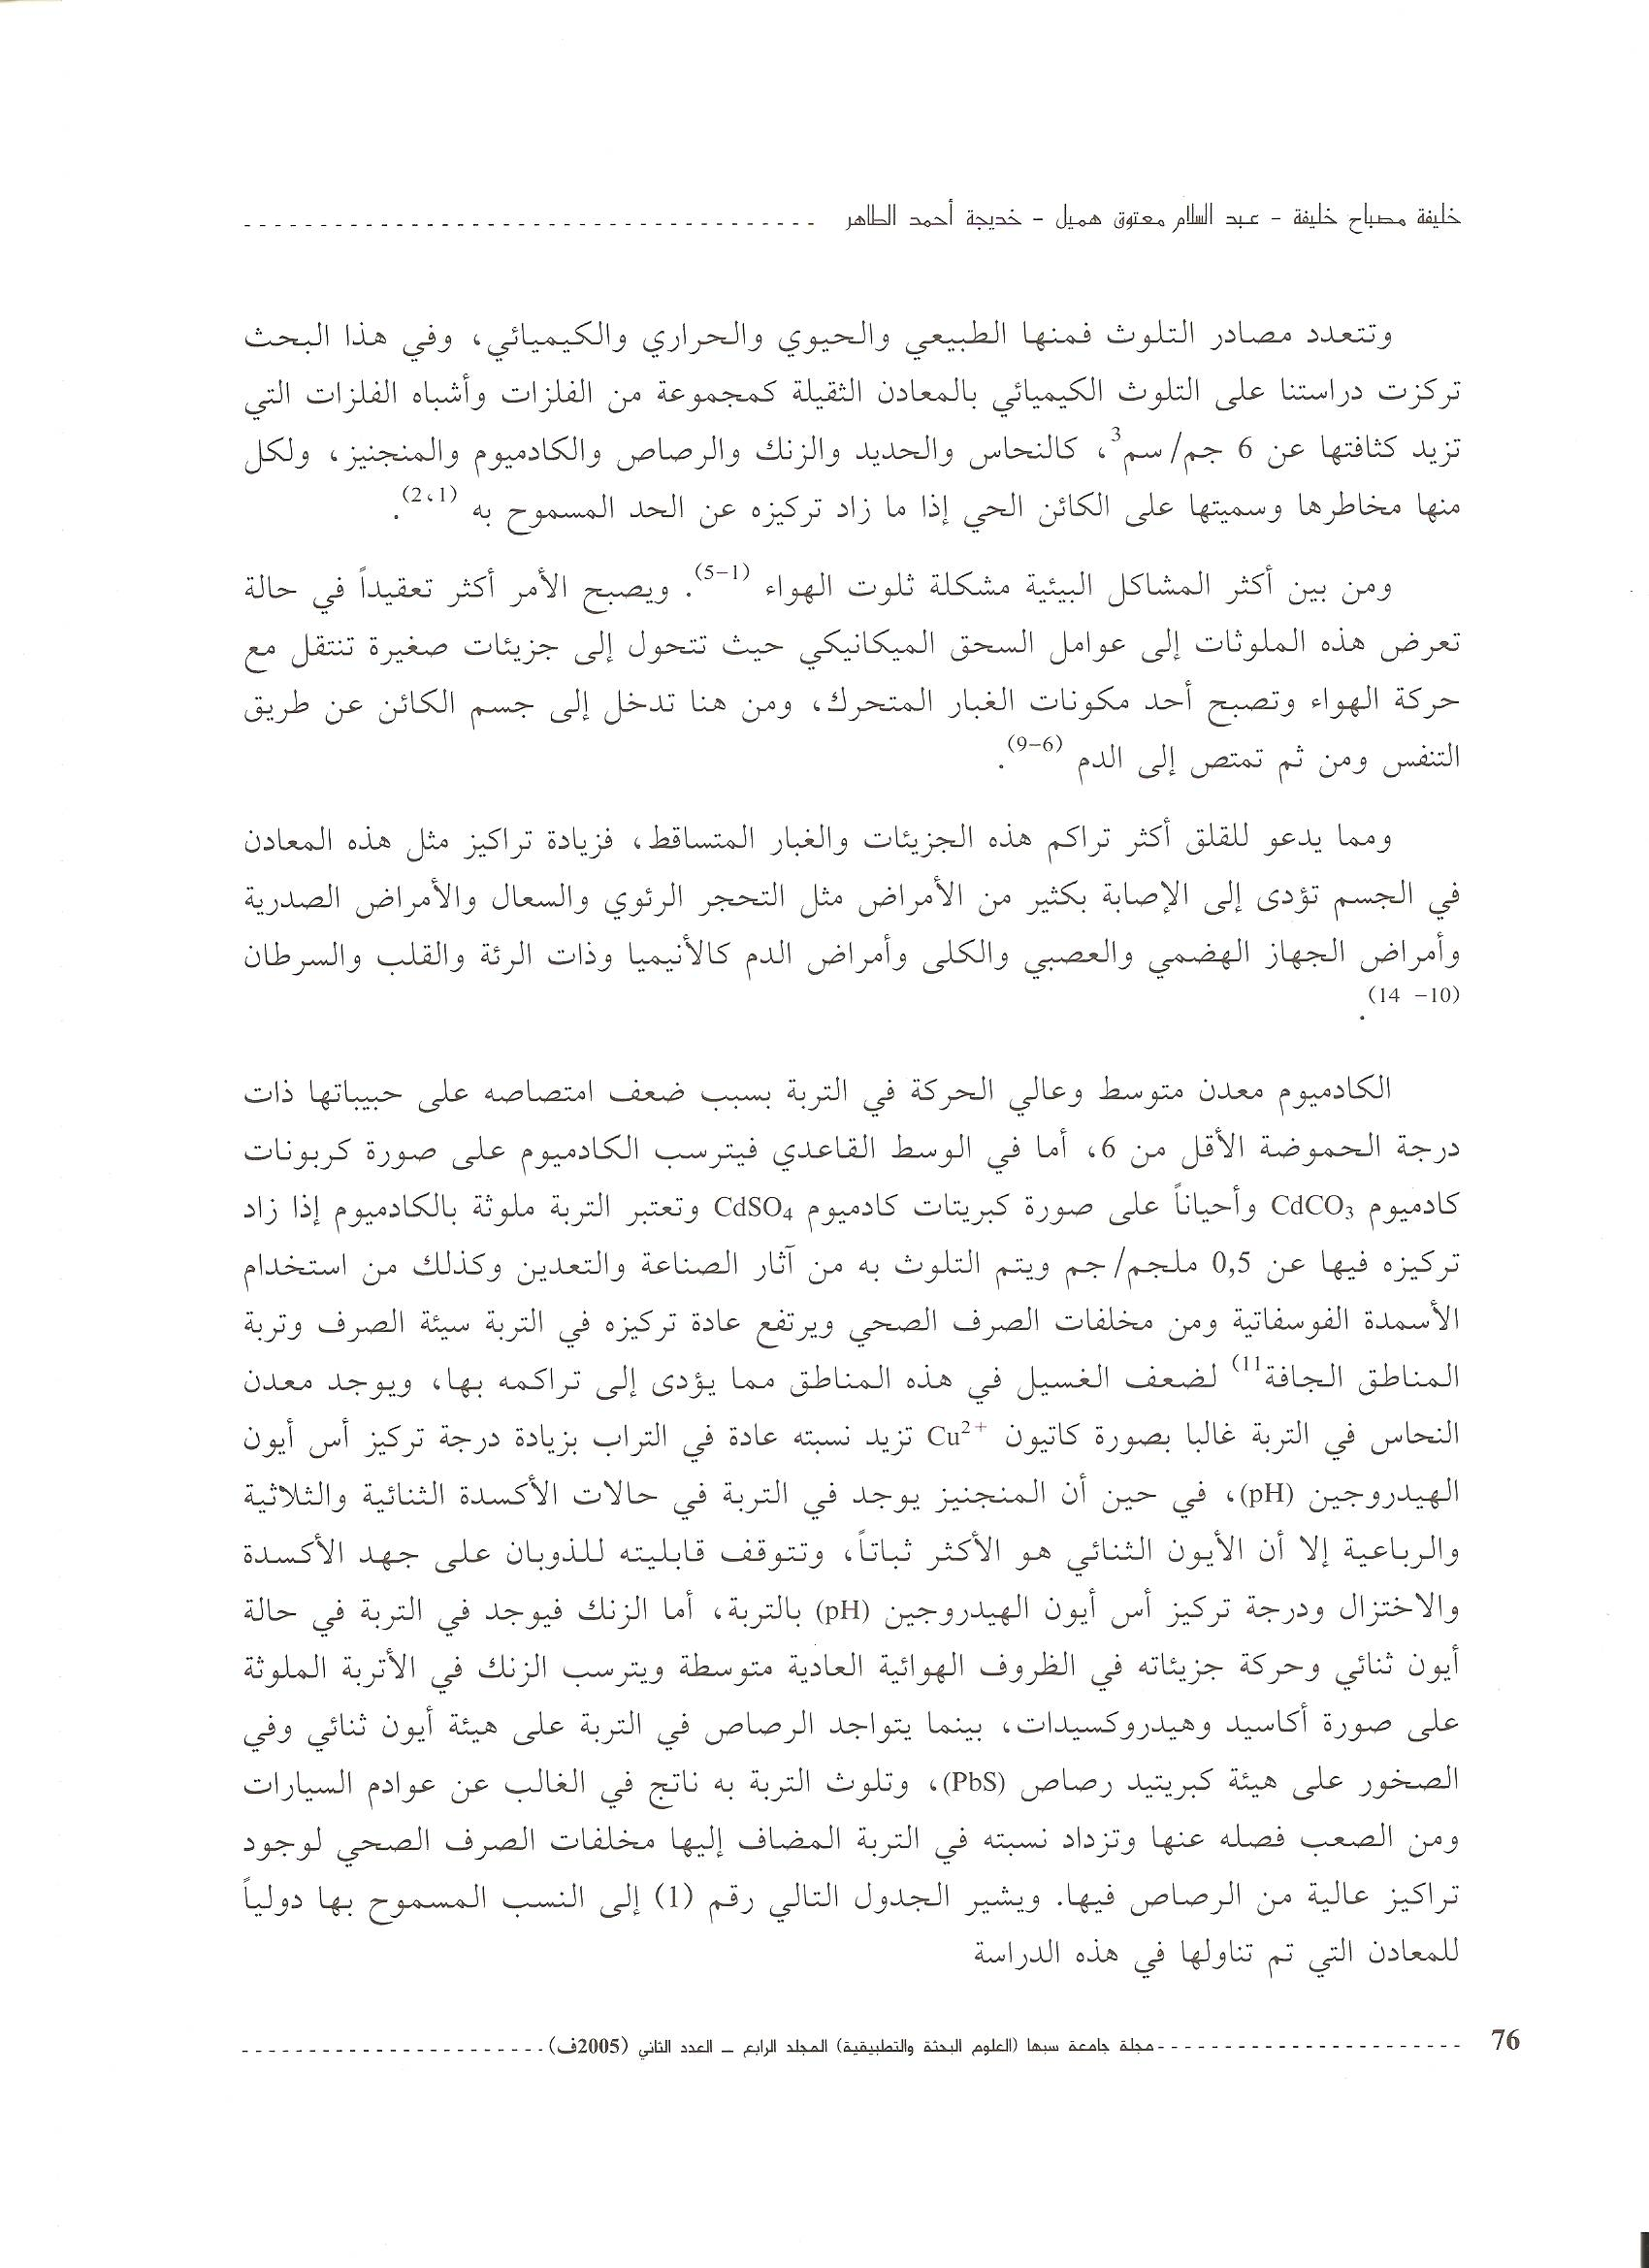 خليفة مصباح خليفة - عبد السلام معتوق هميل - خديجة أحمد الطاهر
وتتعدد مصادر التلوث فمنها الطبيعي والحيوي والحراري والكيميائي، وفي هذا البحث
تركزت دراستنا على التلوث الكيميائي بالمعادن الثقيلة كمجموعة من الفلزات وأشباه الفلزات التي
تزيد كثافتها عن 6 جم/سم³، كالنحاس والحديد والزنك والرصاص والكادميوم والمنجنيز، ولكل
منها مخاطرها وسميتها على الكائن الحي إذا ما زاد تركيزه عن الحد المسموح به (1،2).
ومن بين أكثر المشاكل البيئية مشكلة ثلوت الهواء (1–5). ويصبح الأمر أكثر تعقيداً في حالة
تعرض هذه الملوثات إلى عوامل السحق الميكانيكي حيث تتحول إلى جزيئات صغيرة تنتقل مع
حركة الهواء وتصبح أحد مكونات الغبار المتحرك، ومن هنا تدخل إلى جسم الكائن عن طريق
التنفس ومن ثم تمتص إلى الدم (6–9).
ومما يدعو للقلق أكثر تراكم هذه الجزيئات والغبار المتساقط، فزيادة تراكيز مثل هذه المعادن
في الجسم تؤدى إلى الإصابة بكثير من الأمراض مثل التحجر الرئوي والسعال والأمراض الصدرية
وأمراض الجهاز الهضمي والعصبي والكلى وأمراض الدم كالأنيميا وذات الرئة والقلب والسرطان
(10– 14).
الكادميوم معدن متوسط وعالي الحركة في التربة بسبب ضعف امتصاصه على حبيباتها ذات
درجة الحموضة الأقل من 6، أما في الوسط القاعدي فيترسب الكادميوم على صورة كربونات
كادميوم CdCO₃ وأحياناً على صورة كبريتات كادميوم CdSO₄ وتعتبر التربة ملوثة بالكادميوم إذا زاد
تركيزه فيها عن 0,5 ملجم/جم ويتم التلوث به من آثار الصناعة والتعدين وكذلك من استخدام
الأسمدة الفوسفاتية ومن مخلفات الصرف الصحي ويرتفع عادة تركيزه في التربة سيئة الصرف وتربة
المناطق الجافة(11 لضعف الغسيل في هذه المناطق مما يؤدى إلى تراكمه بها، ويوجد معدن
النحاس في التربة غالبا بصورة كاتيون Cu²⁺ تزيد نسبته عادة في التراب بزيادة درجة تركيز أس أيون
الهيدروجين (pH)، في حين أن المنجنيز يوجد في التربة في حالات الأكسدة الثنائية والثلاثية
والرباعية إلا أن الأيون الثنائي هو الأكثر ثباتاً، وتتوقف قابليته للذوبان على جهد الأكسدة
والاختزال ودرجة تركيز أس أيون الهيدروجين (pH) بالتربة، أما الزنك فيوجد في التربة في حالة
أيون ثنائي وحركة جزيئاته في الظروف الهوائية العادية متوسطة ويترسب الزنك في الأتربة الملوثة
على صورة أكاسيد وهيدروكسيدات، بينما يتواجد الرصاص في التربة على هيئة أيون ثنائي وفي
الصخور على هيئة كبريتيد رصاص (PbS)، وتلوث التربة به ناتج في الغالب عن عوادم السيارات
ومن الصعب فصله عنها وتزداد نسبته في التربة المضاف إليها مخلفات الصرف الصحي لوجود
تراكيز عالية من الرصاص فيها. ويشير الجدول التالي رقم (1) إلى النسب المسموح بها دولياً
للمعادن التي تم تناولها في هذه الدراسة
76 مجلة جامعة سبها (العلوم البحثة والتطبيقية) المجلد الرابع – العدد الثاني (2005ف)